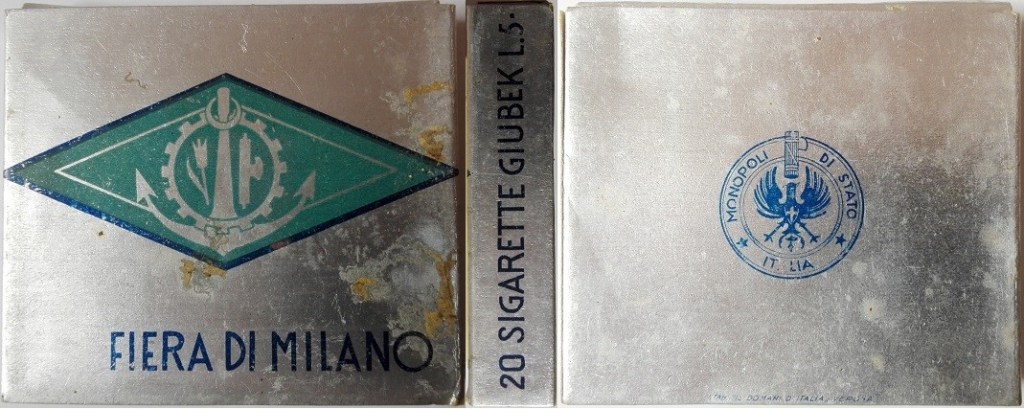 FIERA DI MILANO
20 SIGARETTE GIUBEK L.5.
MONOPOLI DI STATO
ITALIA